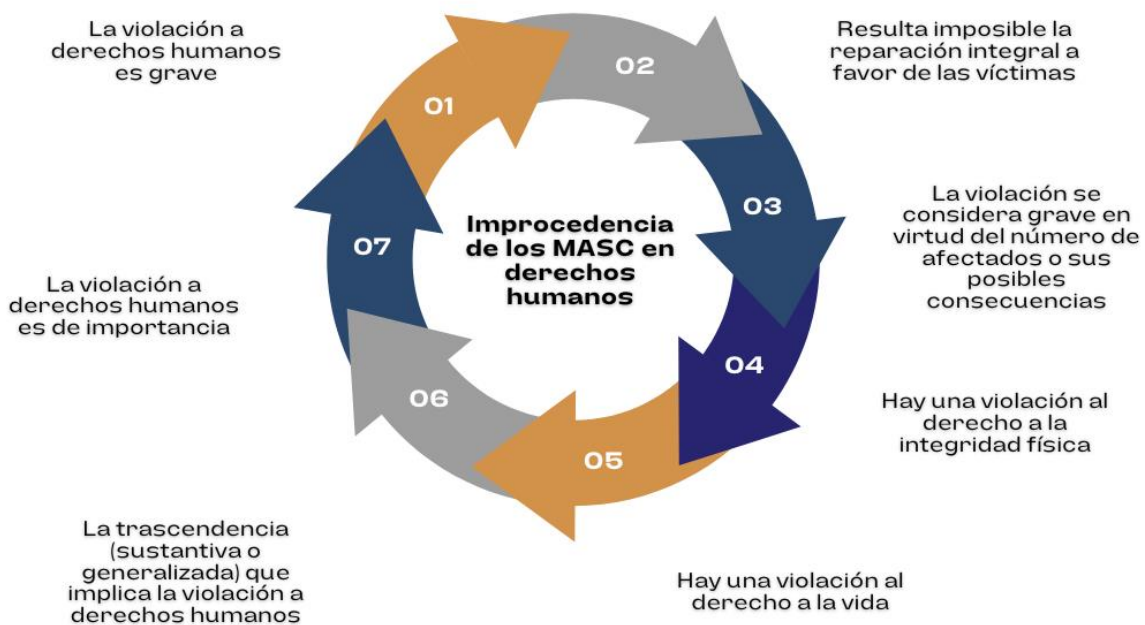 La violación a
derechos humanos
es grave
01
02
Resulta imposible la
reparación integral a
favor de las víctimas
03
La violación se
considera grave en
virtud del número de
afectados o sus
posibles
consecuencias
Improcedencia
de los MASC en
derechos
humanos
04
Hay una violación al
derecho a la
integridad física
05
Hay una violación al
derecho a la vida
06
La trascendencia
(sustantiva o
generalizada) que
implica la violación a
derechos humanos
07
La violación a
derechos humanos
es de importancia